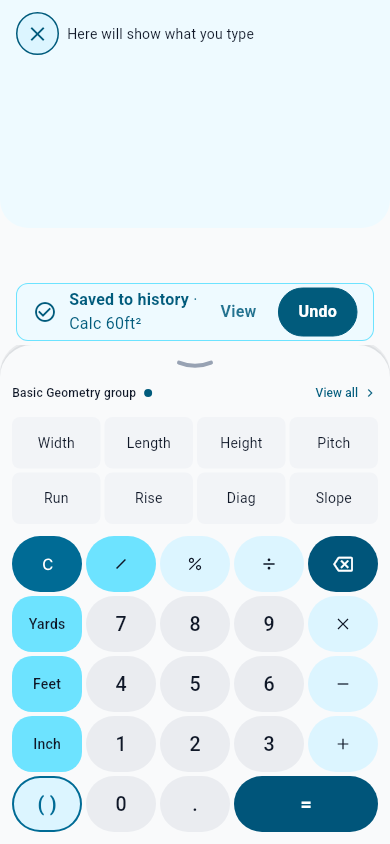 Here will show what you type
Saved to history ·
Calc 60ft²
View
Undo
Basic Geometry group
View all
Width Length Height Pitch
Run Rise Diag Slope
C ⁄ % ÷
Yards 7 8 9 ×
Feet 4 5 6 −
Inch 1 2 3 +
( ) 0 . =